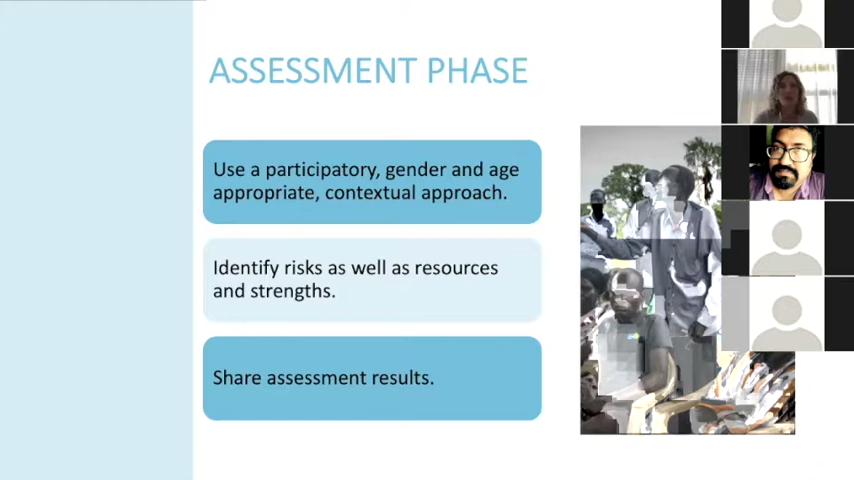 ASSESSMENT PHASE
Use a participatory, gender and age
appropriate, contextual approach.
Identify risks as well as resources
and strengths.
Share assessment results.